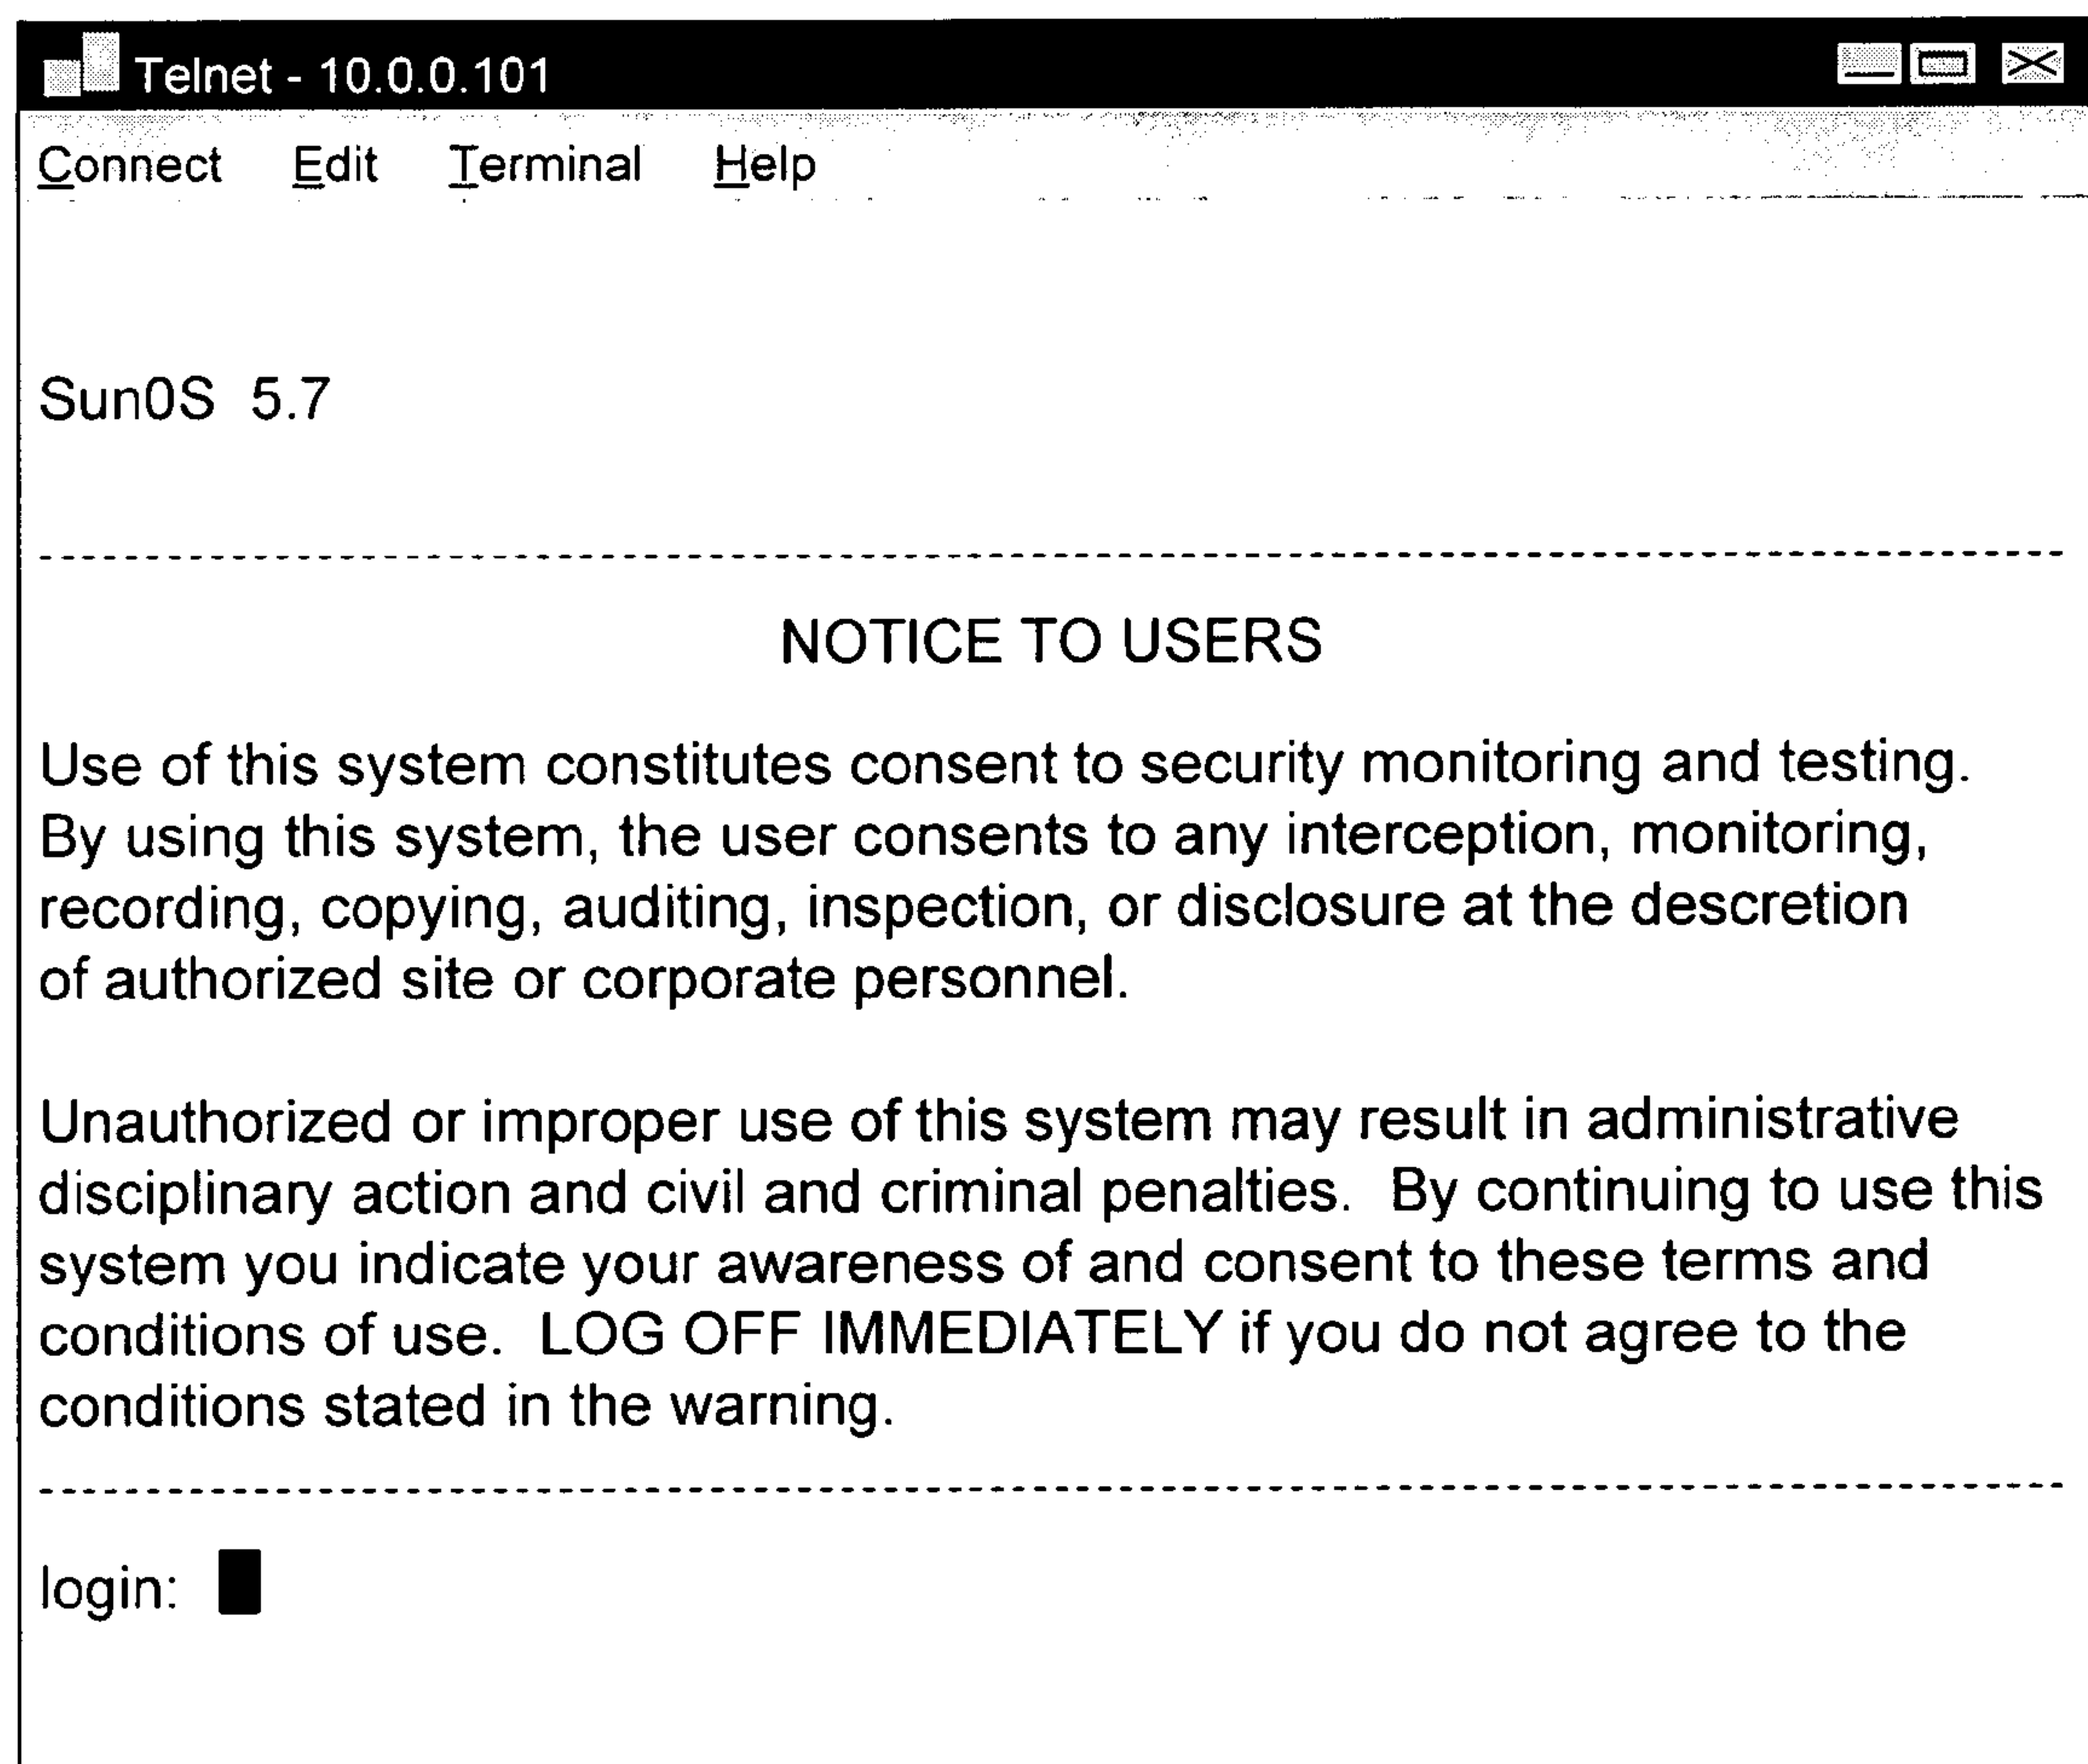 Telnet - 10.0.0.101
Connect Edit Terminal Help
Sun0S 5.7
NOTICE TO USERS
Use of this system constitutes consent to security monitoring and testing.
By using this system, the user consents to any interception, monitoring,
recording, copying, auditing, inspection, or disclosure at the descretion
of authorized site or corporate personnel.
Unauthorized or improper use of this system may result in administrative
disciplinary action and civil and criminal penalties. By continuing to use this
system you indicate your awareness of and consent to these terms and
conditions of use. LOG OFF IMMEDIATELY if you do not agree to the
conditions stated in the warning.
login: